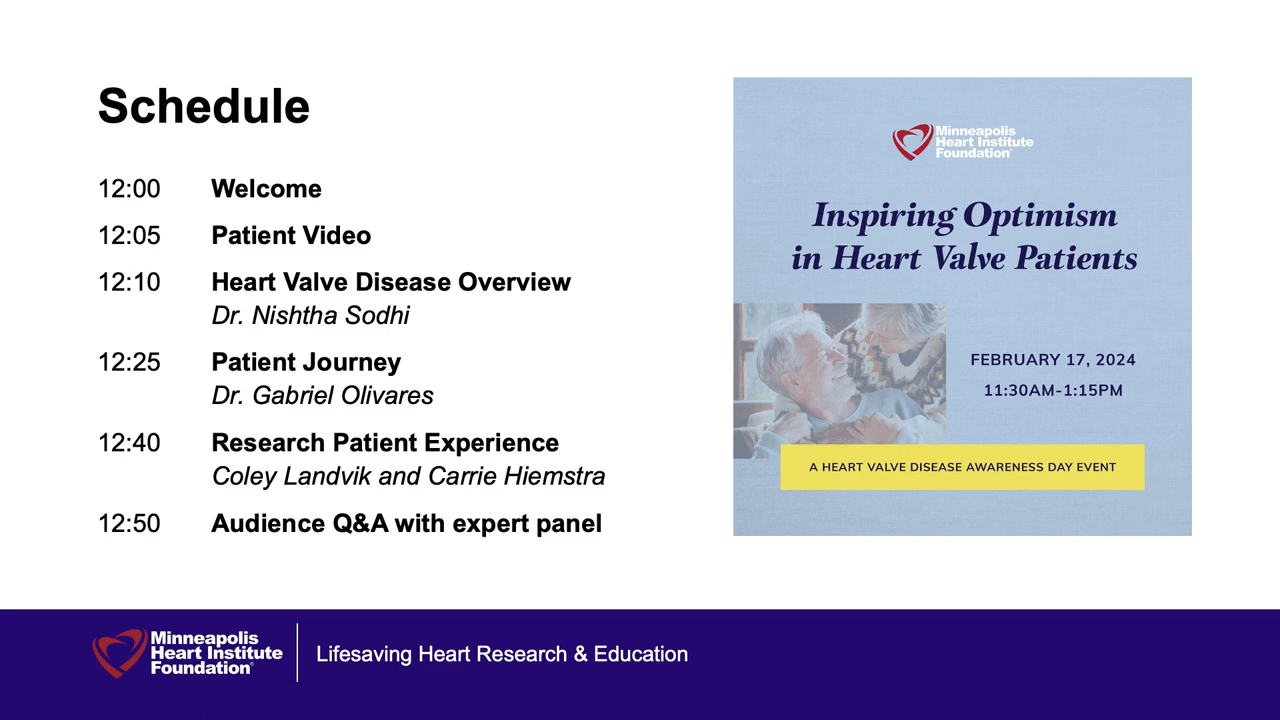 Schedule
12:00 Welcome
12:05 Patient Video
12:10 Heart Valve Disease Overview
Dr. Nishtha Sodhi
12:25 Patient Journey
Dr. Gabriel Olivares
12:40 Research Patient Experience
Coley Landvik and Carrie Hiemstra
12:50 Audience Q&A with expert panel
Minneapolis
Heart Institute
Foundation®
Inspiring Optimism
in Heart Valve Patients
FEBRUARY 17, 2024
11:30AM-1:15PM
A HEART VALVE DISEASE AWARENESS DAY EVENT
Minneapolis
Heart Institute
Foundation®
Lifesaving Heart Research & Education